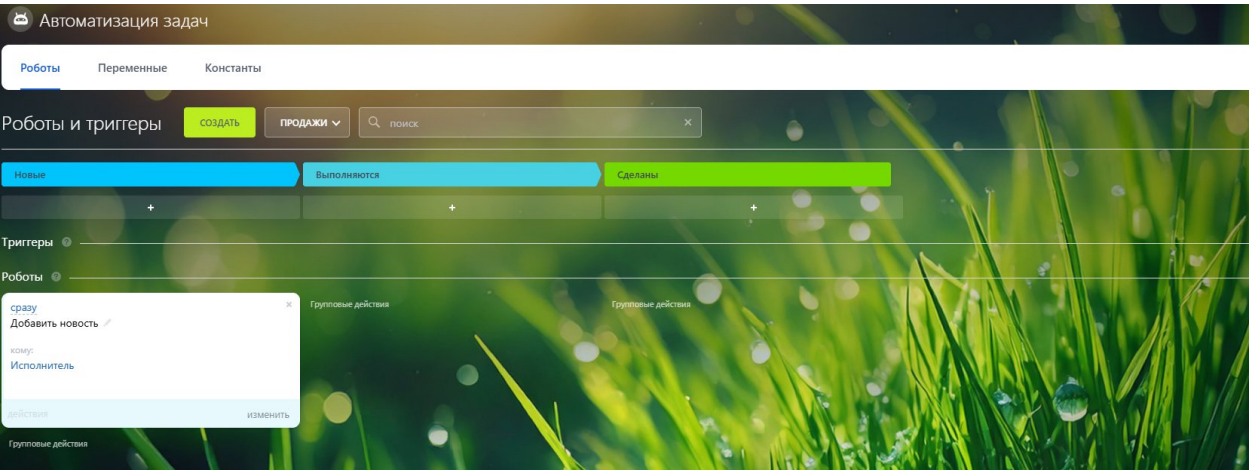 Автоматизация задач
Роботы Переменные Константы
Роботы и триггеры СОЗДАТЬ ПРОДАЖИ поиск ×
Новые Выполняются Сделаны
+ + +
Триггеры ?
Роботы ?
сразу × Групповые действия Групповые действия
Добавить новость
кому:
Исполнитель
действия изменить
Групповые действия